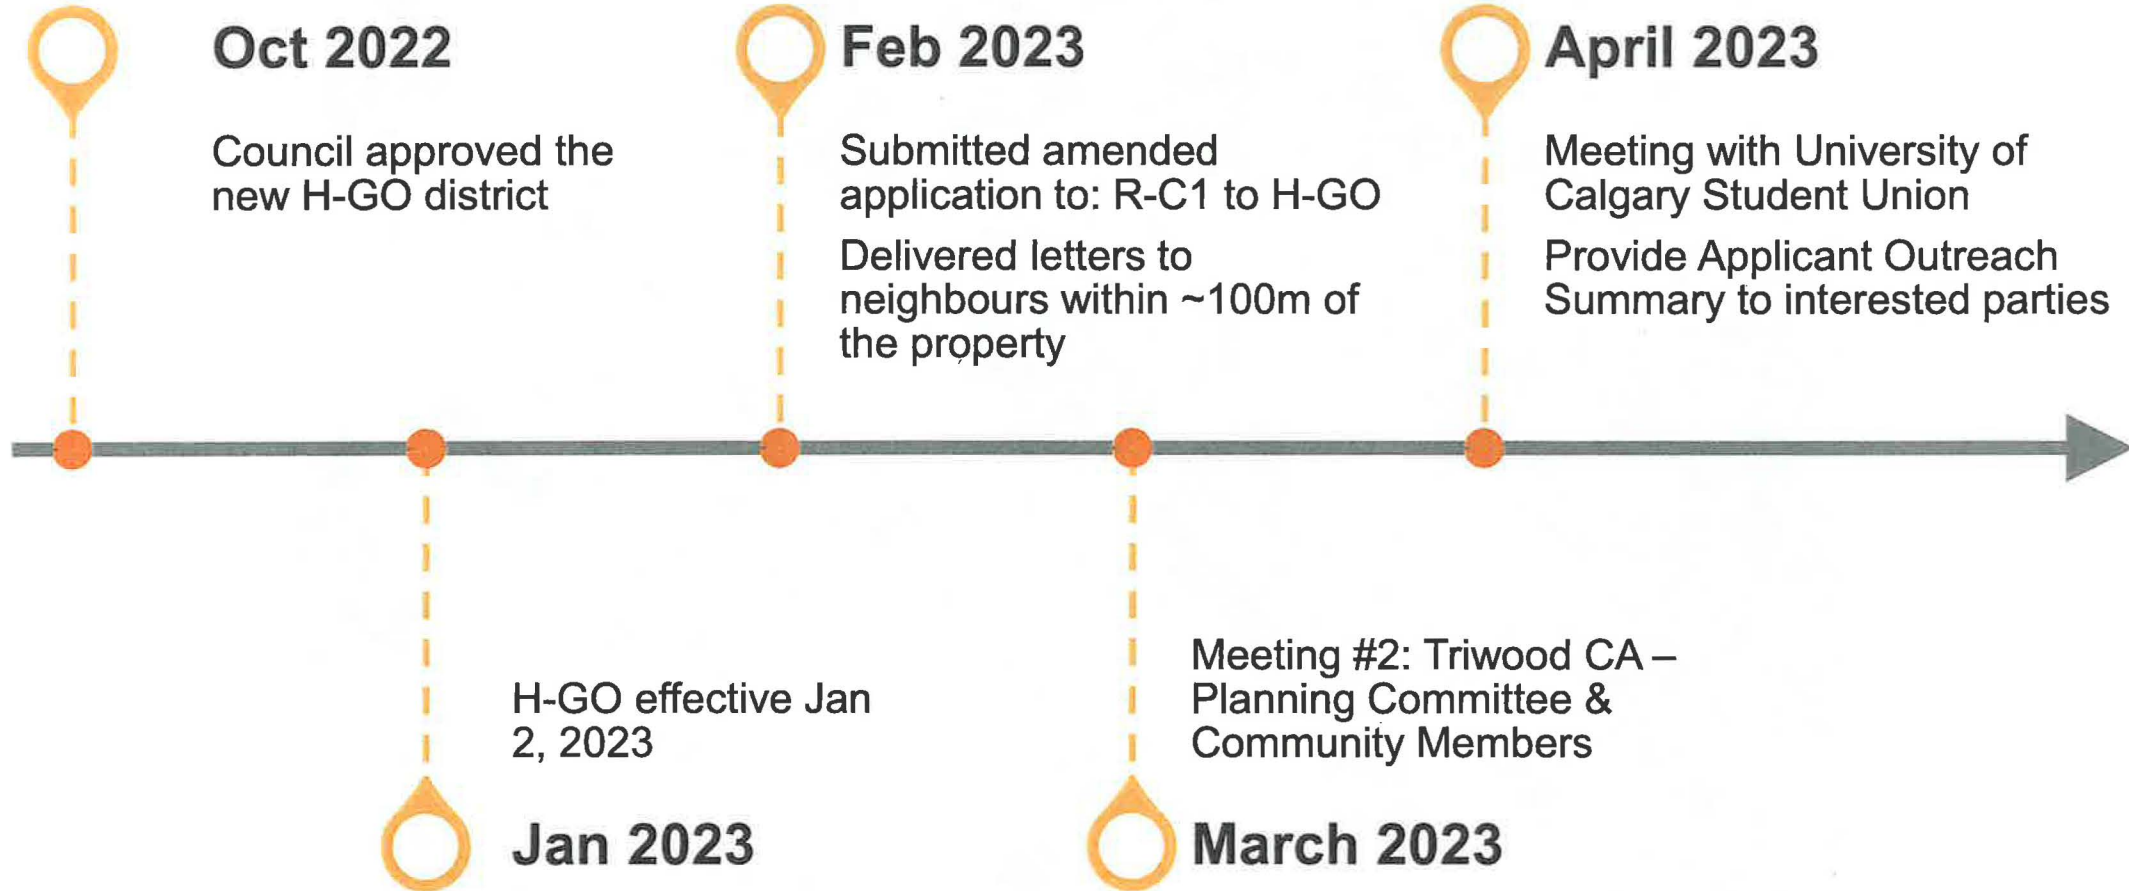 Oct 2022
Council approved the
new H-GO district
H-GO effective Jan
2, 2023
Jan 2023
Feb 2023
Submitted amended
application to: R-C1 to H-GO
Delivered letters to
neighbours within ~100m of
the property
Meeting #2: Triwood CA –
Planning Committee &
Community Members
March 2023
April 2023
Meeting with University of
Calgary Student Union
Provide Applicant Outreach
Summary to interested parties